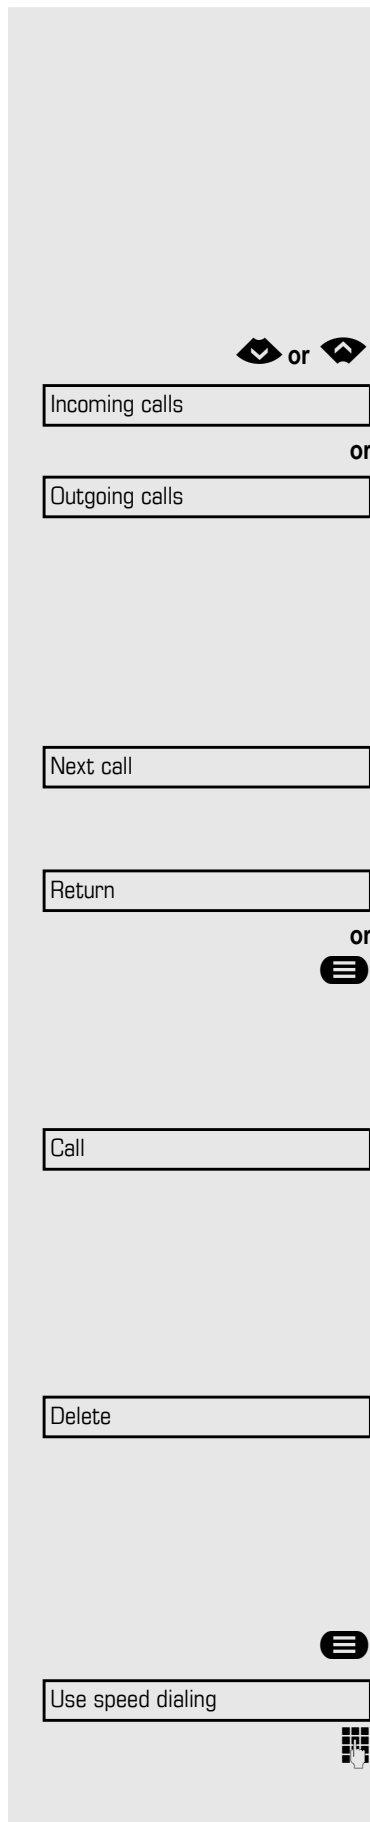 or
Incoming calls
or
Outgoing calls
Next call
Return
or
Call
Delete
Use speed dialing